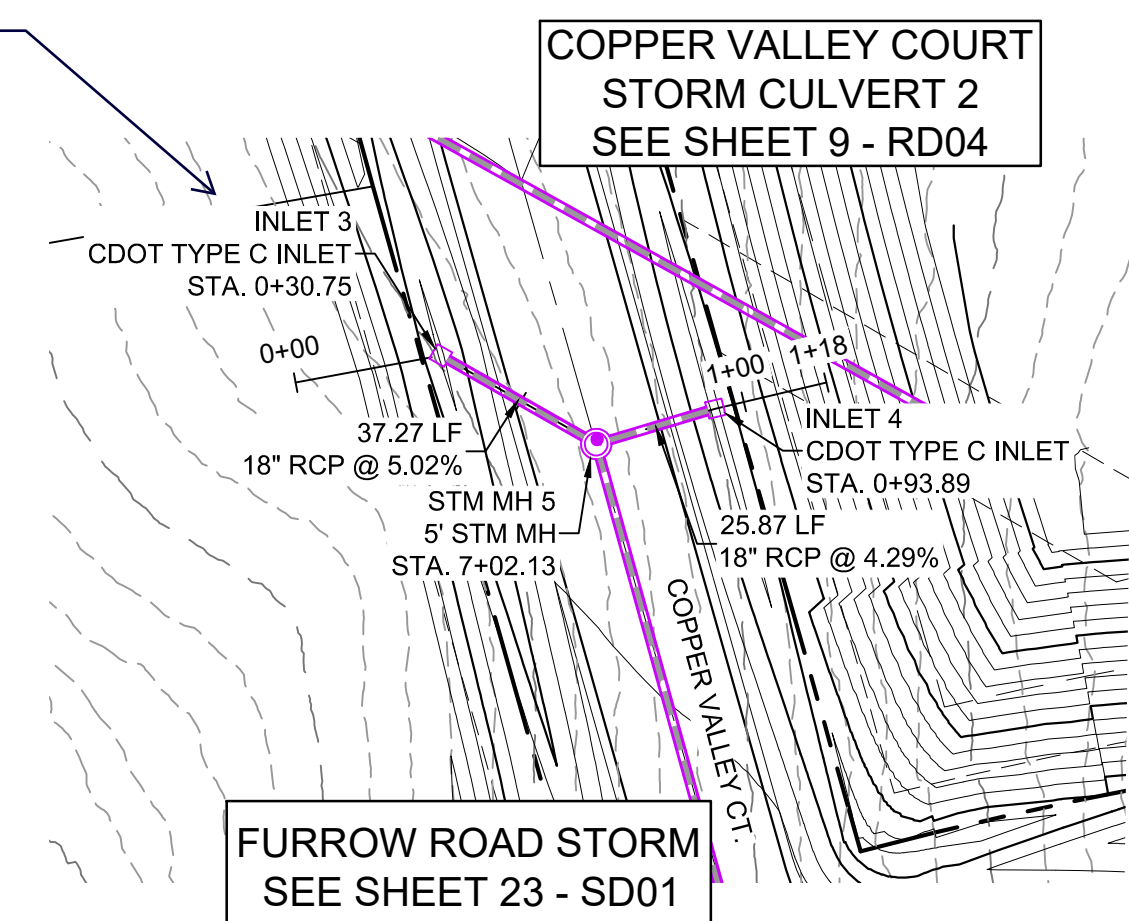 COPPER VALLEY COURT
STORM CULVERT 2
SEE SHEET 9 - RD04
INLET 3
CDOT TYPE C INLET
STA. 0+30.75
0+00
1+00
1+18
37.27 LF
18" RCP @ 5.02%
INLET 4
CDOT TYPE C INLET
STA. 0+93.89
STM MH 5
5' STM MH
STA. 7+02.13
25.87 LF
18" RCP @ 4.29%
COPPER VALLEY CT.
FURROW ROAD STORM
SEE SHEET 23 - SD01